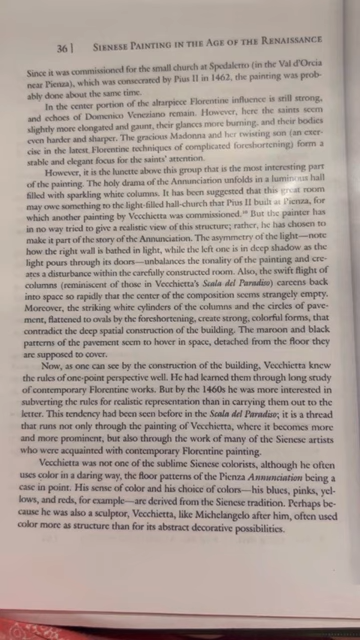 36 | SIENESE PAINTING IN THE AGE OF THE RENAISSANCE
Since it was commissioned for the small church at Spedaletto (in the Val d'Orcia
near Pienza), which was consecrated by Pius II in 1462, the painting was prob-
ably done about the same time.
In the center portion of the altarpiece Florentine influence is still strong,
and echoes of Domenico Veneziano remain. However, here the saints seem
slightly more elongated and gaunt, their glances more burning, and their bodies
even harder and sharper. The gracious Madonna and her twisting son (an exer-
cise in the latest Florentine techniques of complicated foreshortening) form a
stable and elegant focus for the saints' attention.
However, it is the lunette above this group that is the most interesting part
of the painting. The holy drama of the Annunciation unfolds in a luminous hall
filled with sparkling white columns. It has been suggested that this great room
may owe something to the light-filled hall-church that Pius II built at Pienza, for
which another painting by Vecchietta was commissioned. But the painter has
in no way tried to give a realistic view of this structure; rather, he has chosen to
make it part of the story of the Annunciation. The asymmetry of the light—note
how the right wall is bathed in light, while the left one is in deep shadow as the
light pours through its doors—unbalances the tonality of the painting and cre-
ates a disturbance within the carefully constructed room. Also, the swift flight of
columns (reminiscent of those in Vecchietta's Scala del Paradiso) careens back
into space so rapidly that the center of the composition seems strangely empty.
Moreover, the striking white cylinders of the columns and the circles of pave-
ment, flattened to ovals by the foreshortening, create strong, colorful forms, that
contradict the deep spatial construction of the building. The maroon and black
patterns of the pavement seem to hover in space, detached from the floor they
are supposed to cover.
Now, as one can see by the construction of the building, Vecchietta knew
the rules of one-point perspective well. He had learned them through long study
of contemporary Florentine works. But by the 1460s he was more interested in
subverting the rules for realistic representation than in carrying them out to the
letter. This tendency had been seen before in the Scala del Paradiso; it is a thread
that runs not only through the painting of Vecchietta, where it becomes more
and more prominent, but also through the work of many of the Sienese artists
who were acquainted with contemporary Florentine painting.
Vecchietta was not one of the sublime Sienese colorists, although he often
uses color in a daring way, the floor patterns of the Pienza Annunciation being a
case in point. His sense of color and his choice of colors—his blues, pinks, yel-
lows, and reds, for example—are derived from the Sienese tradition. Perhaps be-
cause he was also a sculptor, Vecchietta, like Michelangelo after him, often used
color more as structure than for its abstract decorative possibilities.